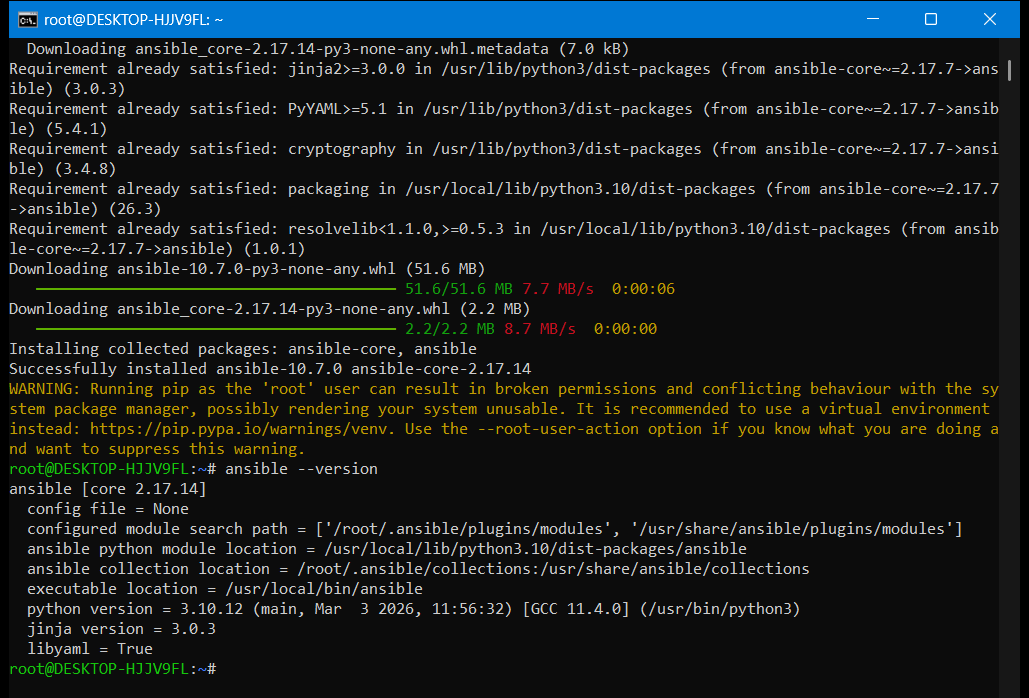 root@DESKTOP-HJJV9FL: ~
  Downloading ansible_core-2.17.14-py3-none-any.whl.metadata (7.0 kB)
Requirement already satisfied: jinja2>=3.0.0 in /usr/lib/python3/dist-packages (from ansible-core~=2.17.7->ans
ible) (3.0.3)
Requirement already satisfied: PyYAML>=5.1 in /usr/lib/python3/dist-packages (from ansible-core~=2.17.7->ansib
le) (5.4.1)
Requirement already satisfied: cryptography in /usr/lib/python3/dist-packages (from ansible-core~=2.17.7->ansi
ble) (3.4.8)
Requirement already satisfied: packaging in /usr/local/lib/python3.10/dist-packages (from ansible-core~=2.17.7
->ansible) (26.3)
Requirement already satisfied: resolvelib<1.1.0,>=0.5.3 in /usr/local/lib/python3.10/dist-packages (from ansib
le-core~=2.17.7->ansible) (1.0.1)
Downloading ansible-10.7.0-py3-none-any.whl (51.6 MB)
51.6/51.6 MB 7.7 MB/s  0:00:06
Downloading ansible_core-2.17.14-py3-none-any.whl (2.2 MB)
2.2/2.2 MB 8.7 MB/s  0:00:00
Installing collected packages: ansible-core, ansible
Successfully installed ansible-10.7.0 ansible-core-2.17.14
WARNING: Running pip as the 'root' user can result in broken permissions and conflicting behaviour with the sy
stem package manager, possibly rendering your system unusable. It is recommended to use a virtual environment
instead: https://pip.pypa.io/warnings/venv. Use the --root-user-action option if you know what you are doing a
nd want to suppress this warning.
root@DESKTOP-HJJV9FL:~# ansible --version
ansible [core 2.17.14]
  config file = None
  configured module search path = ['/root/.ansible/plugins/modules', '/usr/share/ansible/plugins/modules']
  ansible python module location = /usr/local/lib/python3.10/dist-packages/ansible
  ansible collection location = /root/.ansible/collections:/usr/share/ansible/collections
  executable location = /usr/local/bin/ansible
  python version = 3.10.12 (main, Mar  3 2026, 11:56:32) [GCC 11.4.0] (/usr/bin/python3)
  jinja version = 3.0.3
  libyaml = True
root@DESKTOP-HJJV9FL:~#